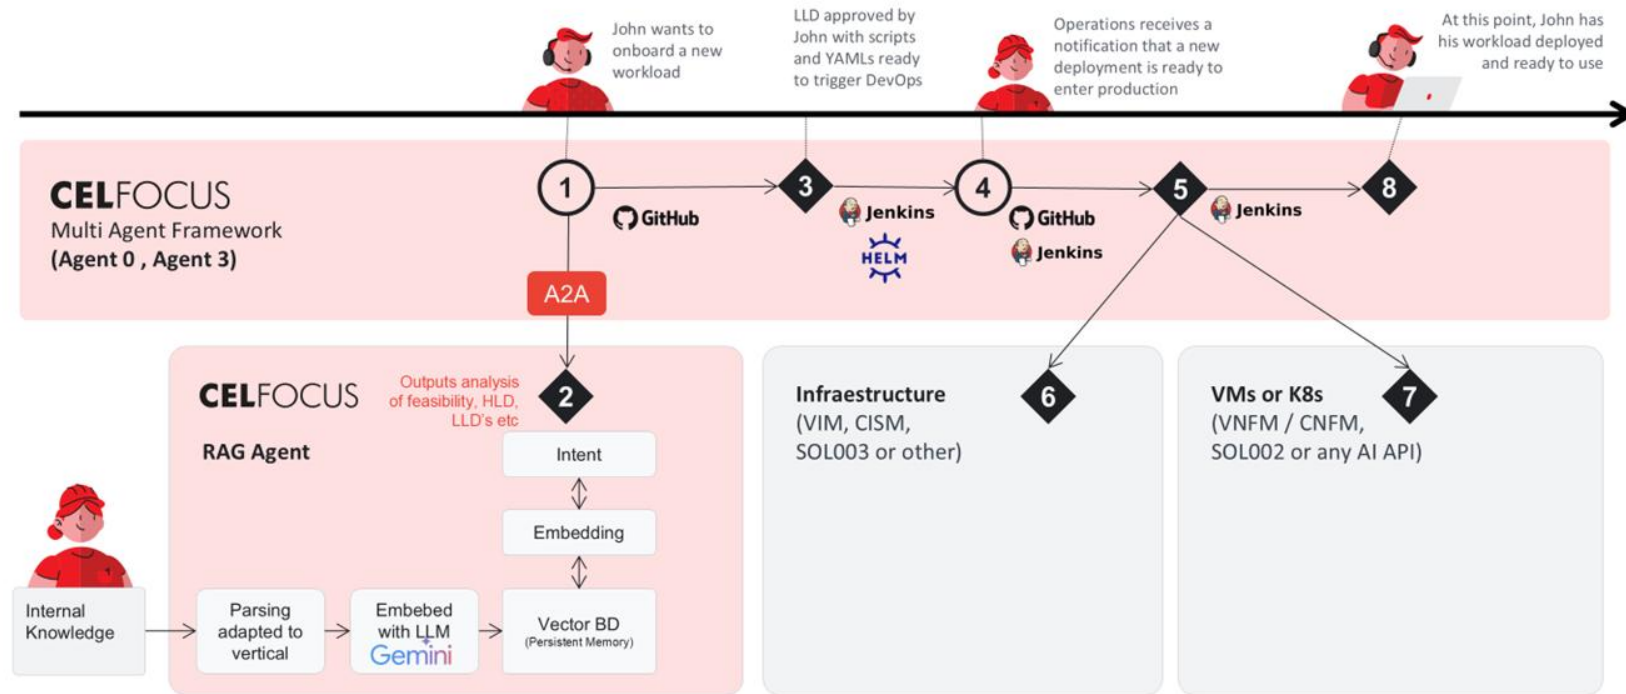 John wants to
onboard a new
workload
LLD approved by
John with scripts
and YAMLs ready
to trigger DevOps
Operations receives a
notification that a new
deployment is ready to
enter production
At this point, John has
his workload deployed
and ready to use
CELFOCUS
Multi Agent Framework
(Agent 0 , Agent 3)
1
GitHub
3
Jenkins
HELM
4
GitHub
Jenkins
5
Jenkins
8
A2A
CELFOCUS
RAG Agent
Outputs analysis
of feasibility, HLD,
LLD's etc
2
Intent
Embedding
Vector BD
(Persistent Memory)
Internal
Knowledge
Parsing
adapted to
vertical
Embebed
with LLM
Gemini
Infraestructure
(VIM, CISM,
SOL003 or other)
6
VMs or K8s
(VNFM / CNFM,
SOL002 or any AI API)
7